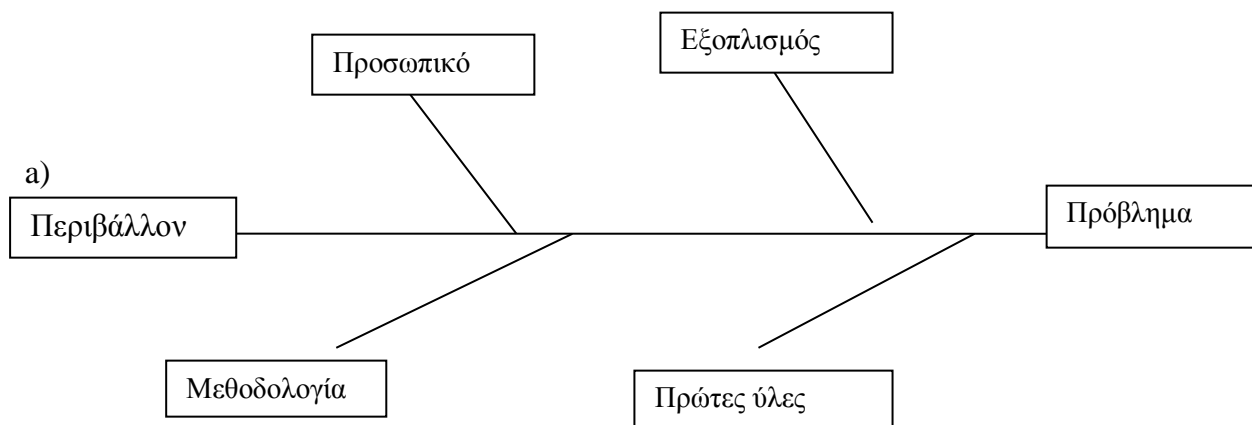 Εξοπλισμός
Προσωπικό
a)
Περιβάλλον
Πρόβλημα
Μεθοδολογία
Πρώτες ύλες